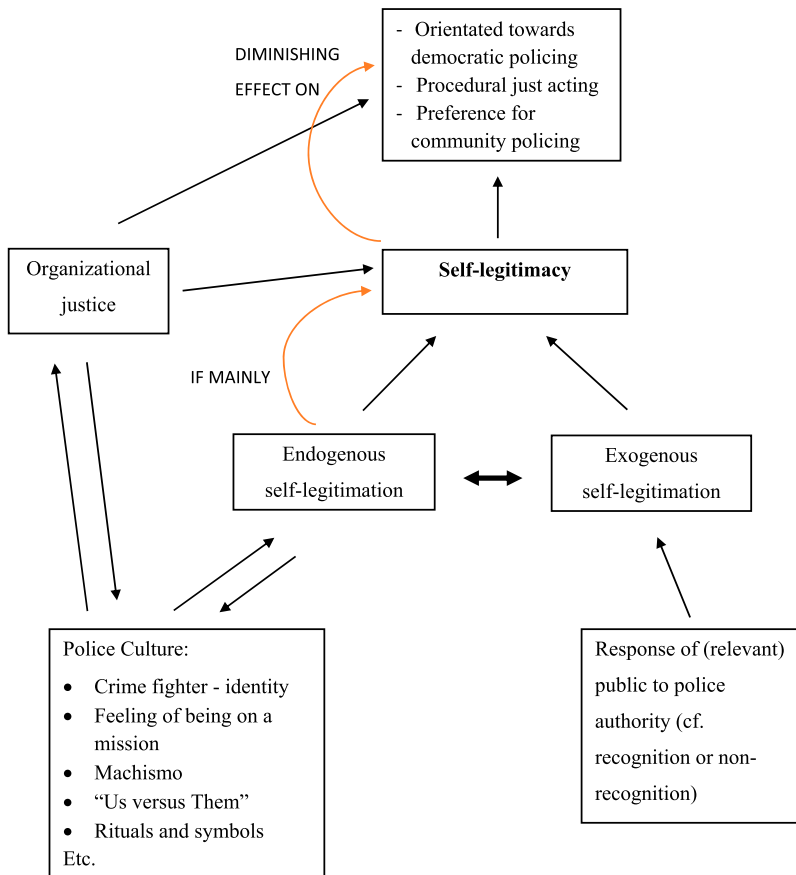 DIMINISHING
EFFECT ON
- Orientated towards
democratic policing
- Procedural just acting
- Preference for
community policing
Organizational
justice
Self-legitimacy
IF MAINLY
Endogenous
self-legitimation
Exogenous
self-legitimation
Police Culture:
• Crime fighter - identity
• Feeling of being on a
mission
• Machismo
• “Us versus Them”
• Rituals and symbols
Etc.
Response of (relevant)
public to police
authority (cf.
recognition or non-
recognition)